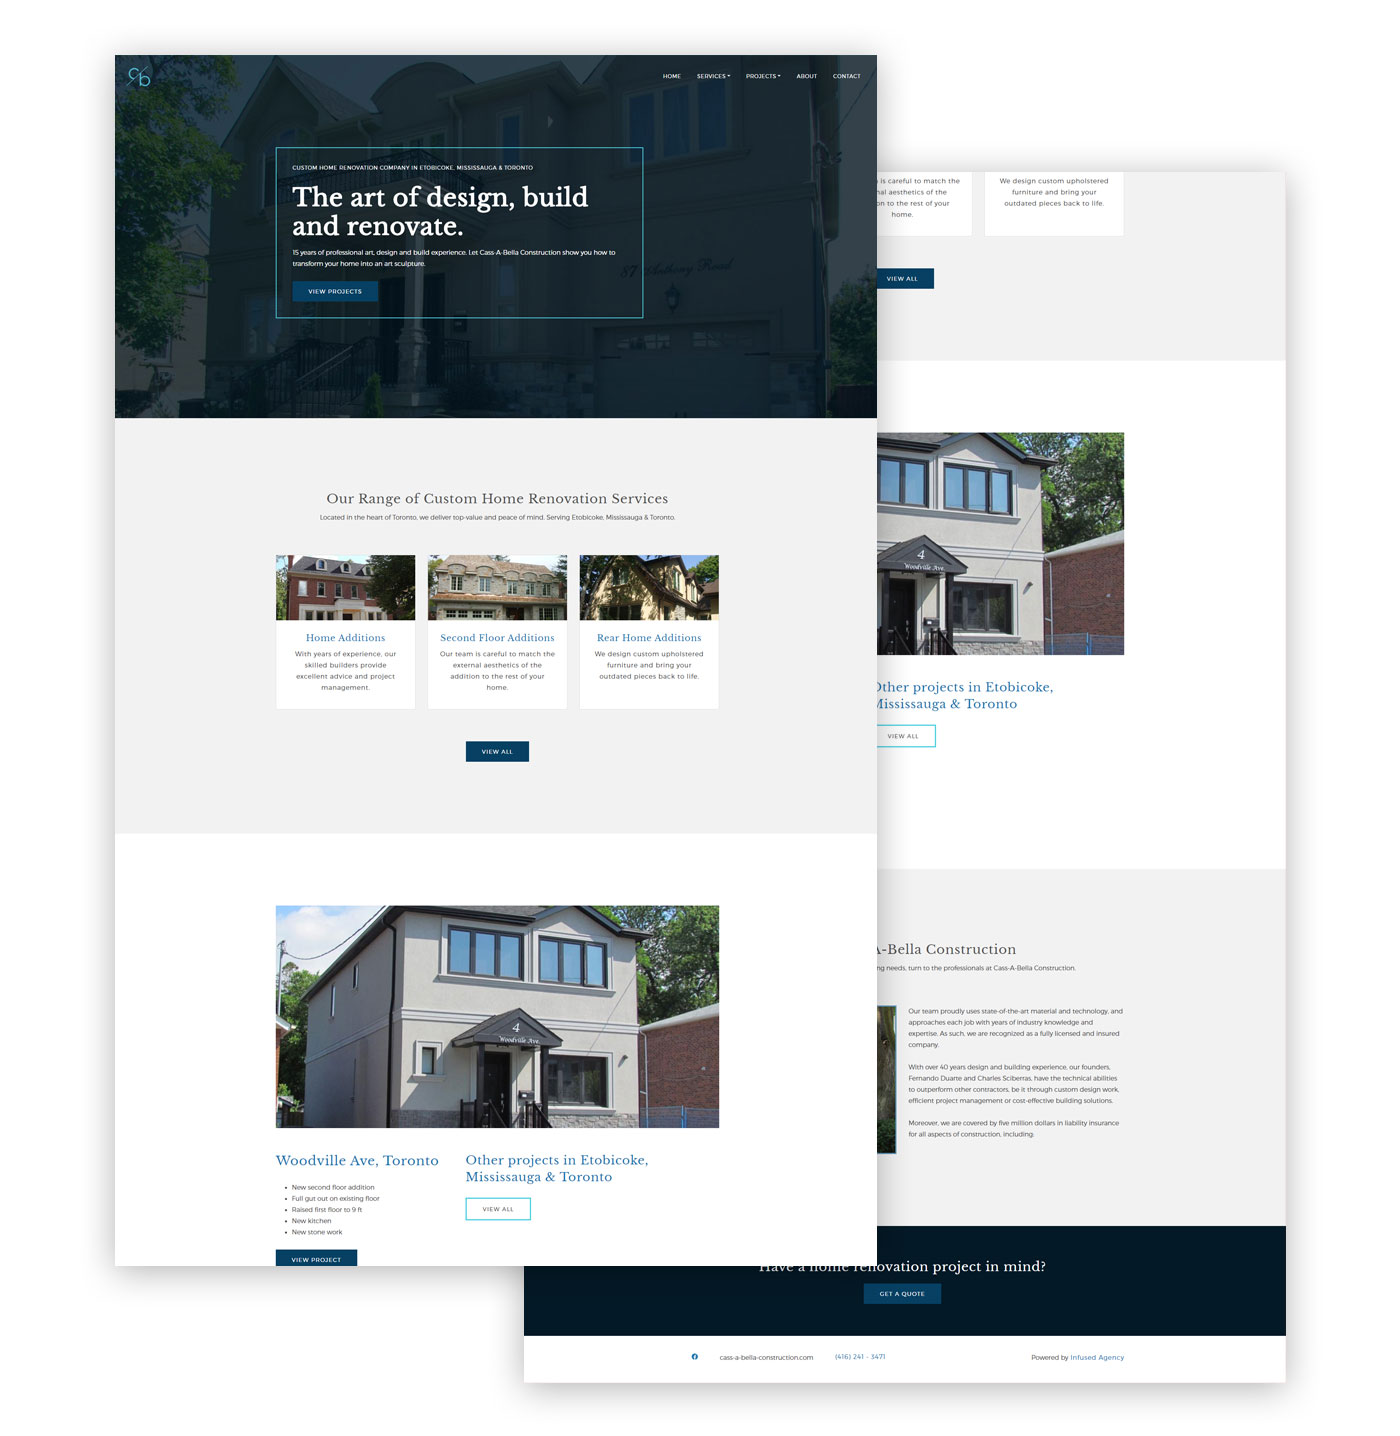 cb
HOME SERVICES PROJECTS ABOUT CONTACT
CUSTOM HOME RENOVATION COMPANY IN ETOBICOKE, MISSISSAUGA & TORONTO
The art of design, build
and renovate.
15 years of professional art, design and build experience. Let Cass-A-Bella Construction show you how to
transform your home into an art sculpture.
VIEW PROJECTS
87 Anthony Road
Our Range of Custom Home Renovation Services
Located in the heart of Toronto, we deliver top-value and peace of mind. Serving Etobicoke, Mississauga & Toronto.
Home Additions
With years of experience, our
skilled builders provide
excellent advice and project
management.
Second Floor Additions
Our team is careful to match the
external aesthetics of the
addition to the rest of your
home.
Rear Home Additions
We design custom upholstered
furniture and bring your
outdated pieces back to life.
VIEW ALL
4
Woodville Ave.
Woodville Ave, Toronto
New second floor addition
Full gut out on existing floor
Raised first floor to 9 ft
New kitchen
New stone work
VIEW PROJECT
Other projects in Etobicoke,
Mississauga & Toronto
VIEW ALL
is careful to match the
nal aesthetics of the
on to the rest of your
home.
We design custom upholstered
furniture and bring your
outdated pieces back to life.
VIEW ALL
4
Woodville Ave.
Other projects in Etobicoke,
Mississauga & Toronto
VIEW ALL
A-Bella Construction
ng needs, turn to the professionals at Cass-A-Bella Construction.
Our team proudly uses state-of-the-art material and technology, and
approaches each job with years of industry knowledge and
expertise. As such, we are recognized as a fully licensed and insured
company.
With over 40 years design and building experience, our founders,
Fernando Duarte and Charles Sciberras, have the technical abilities
to outperform other contractors, be it through custom design work,
efficient project management or cost-effective building solutions.
Moreover, we are covered by five million dollars in liability insurance
for all aspects of construction, including:
Have a home renovation project in mind?
GET A QUOTE
cass-a-bella-construction.com (416) 241 - 3471 Powered by Infused Agency